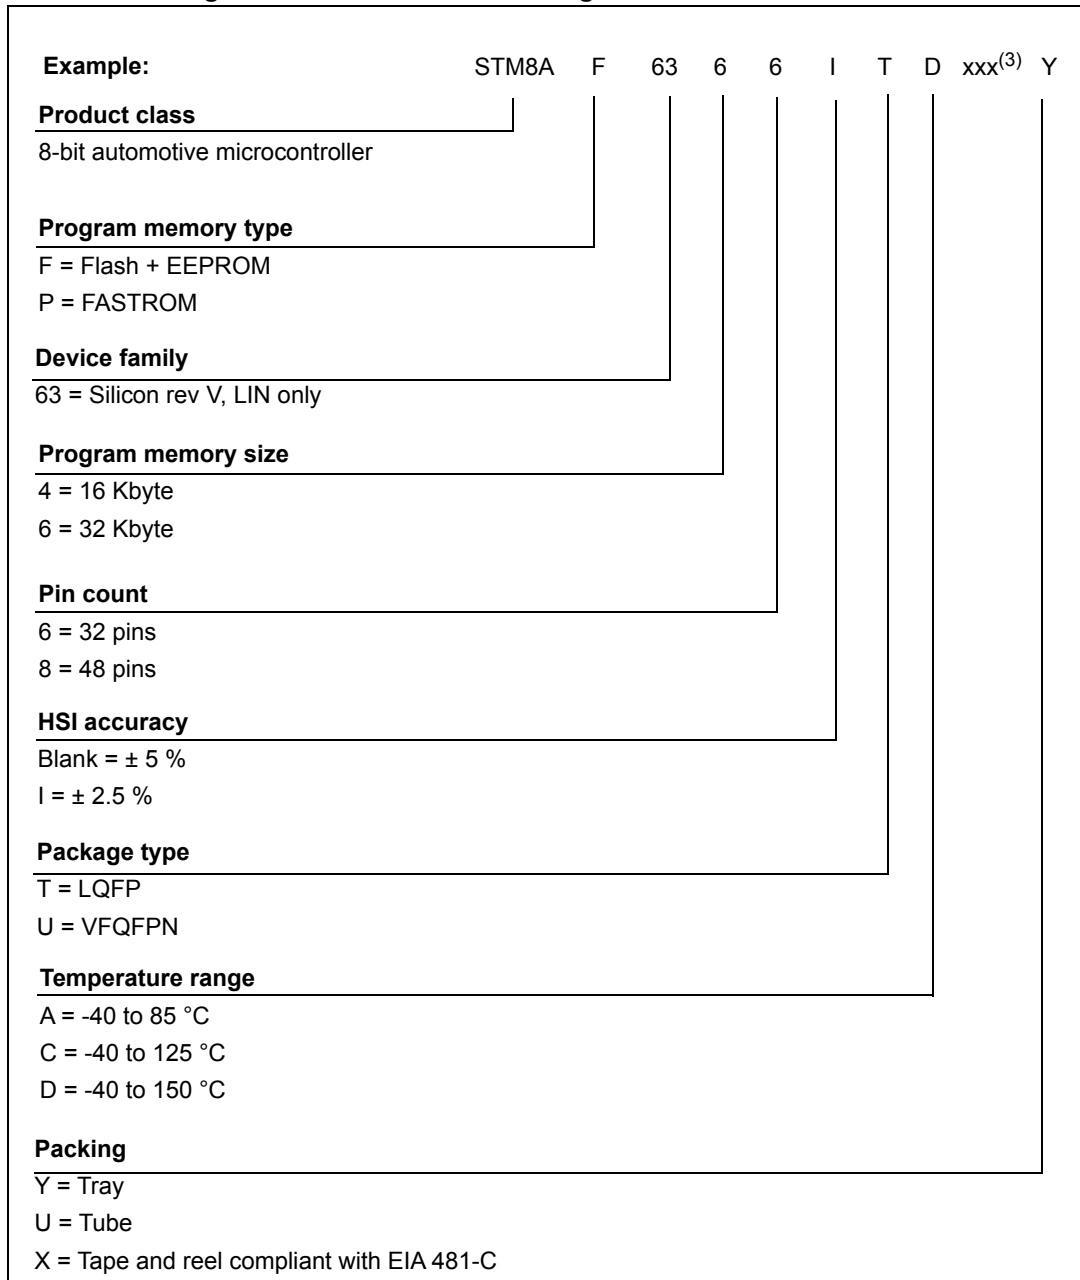 Example: STM8A F 63 6 6 I T D xxx(3) Y
Product class
8-bit automotive microcontroller
Program memory type
F = Flash + EEPROM
P = FASTROM
Device family
63 = Silicon rev V, LIN only
Program memory size
4 = 16 Kbyte
6 = 32 Kbyte
Pin count
6 = 32 pins
8 = 48 pins
HSI accuracy
Blank = ± 5 %
I = ± 2.5 %
Package type
T = LQFP
U = VFQFPN
Temperature range
A = -40 to 85 °C
C = -40 to 125 °C
D = -40 to 150 °C
Packing
Y = Tray
U = Tube
X = Tape and reel compliant with EIA 481-C